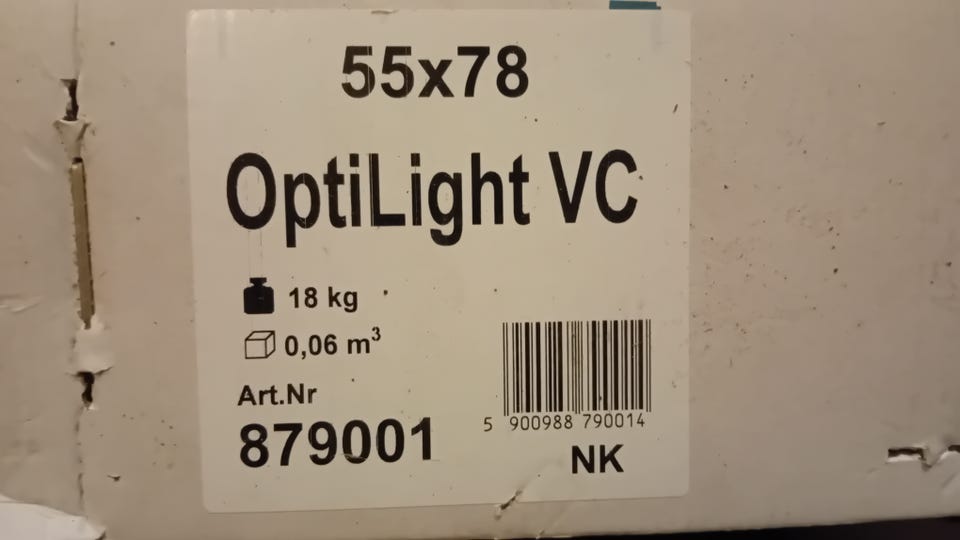 55x78
OptiLight VC
18 kg
0,06 m³
Art.Nr
879001
5 900988 790014
NK